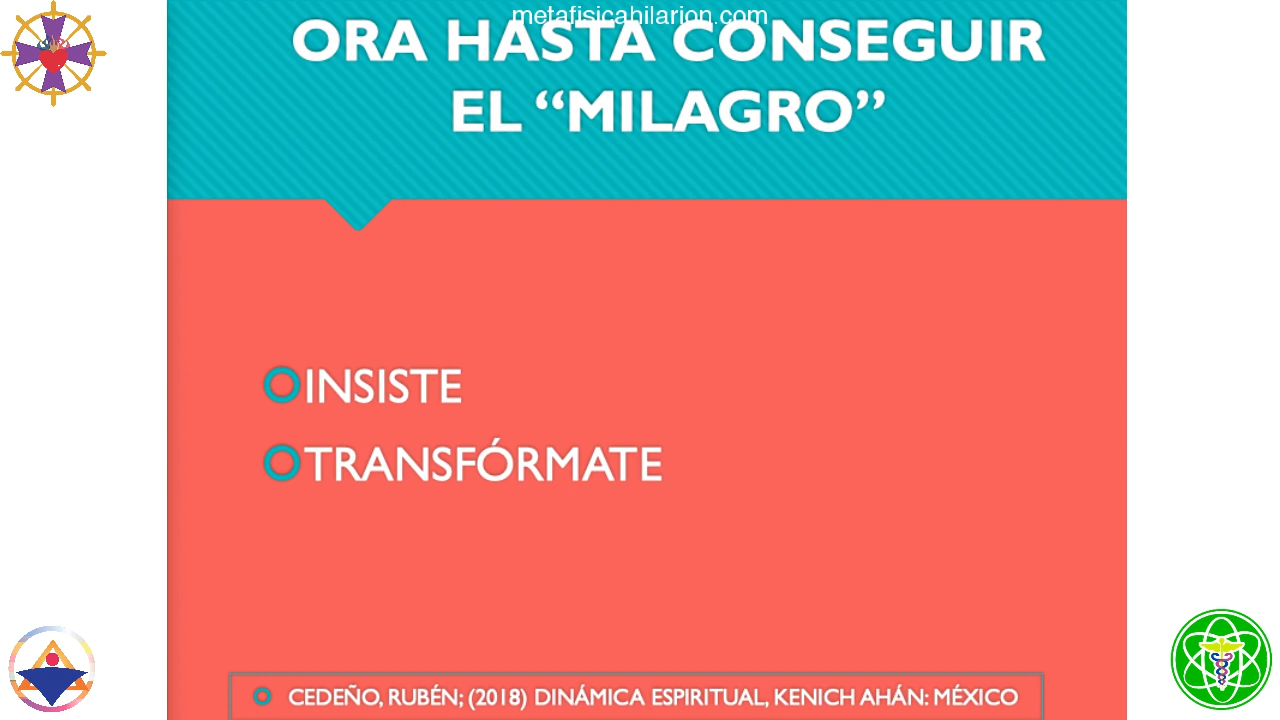 metafisicahilarion.com
ORA HASTA CONSEGUIR
EL “MILAGRO”
INSISTE
TRANSFÓRMATE
CEDEÑO, RUBÉN; (2018) DINÁMICA ESPIRITUAL, KENICH AHÁN: MÉXICO